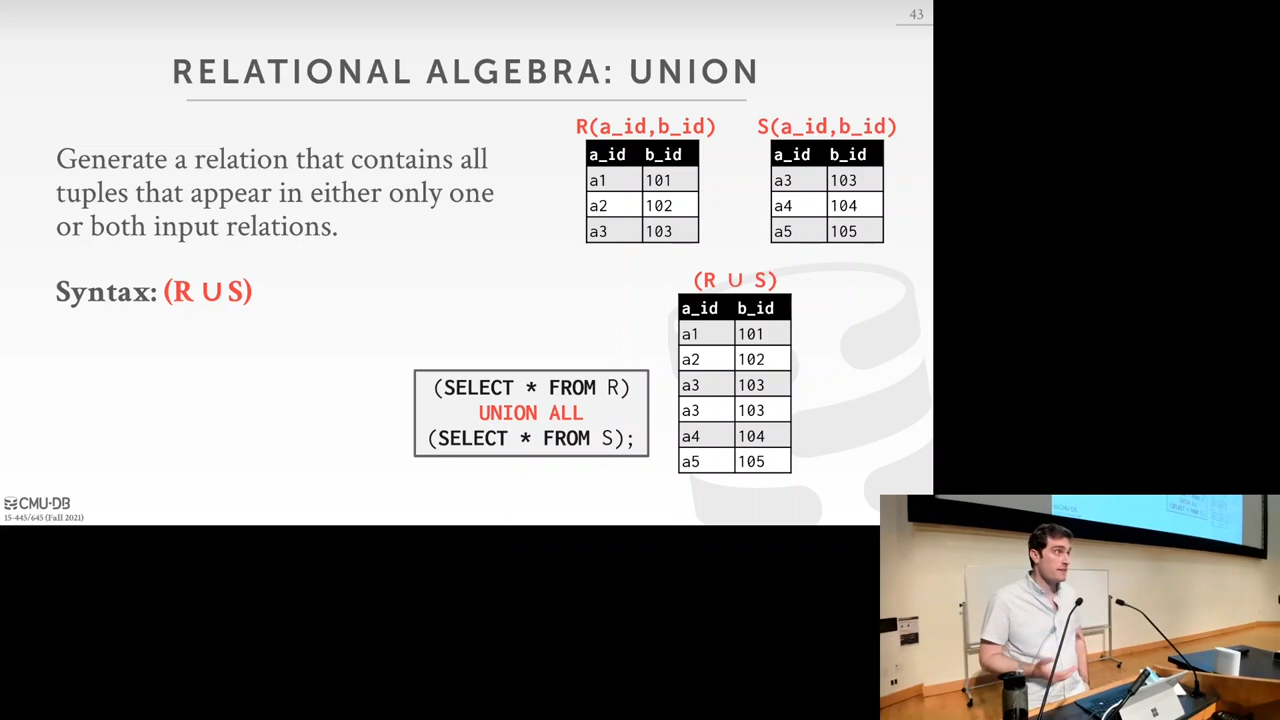 43
RELATIONAL ALGEBRA: UNION
Generate a relation that contains all
tuples that appear in either only one
or both input relations.
Syntax: (R ∪ S)
R(a_id,b_id)
a_id b_id
a1 101
a2 102
a3 103
S(a_id,b_id)
a_id b_id
a3 103
a4 104
a5 105
(R ∪ S)
a_id b_id
a1 101
a2 102
a3 103
a3 103
a4 104
a5 105
(SELECT * FROM R)
UNION ALL
(SELECT * FROM S);
CMU·DB
15-445/645 (Fall 2021)